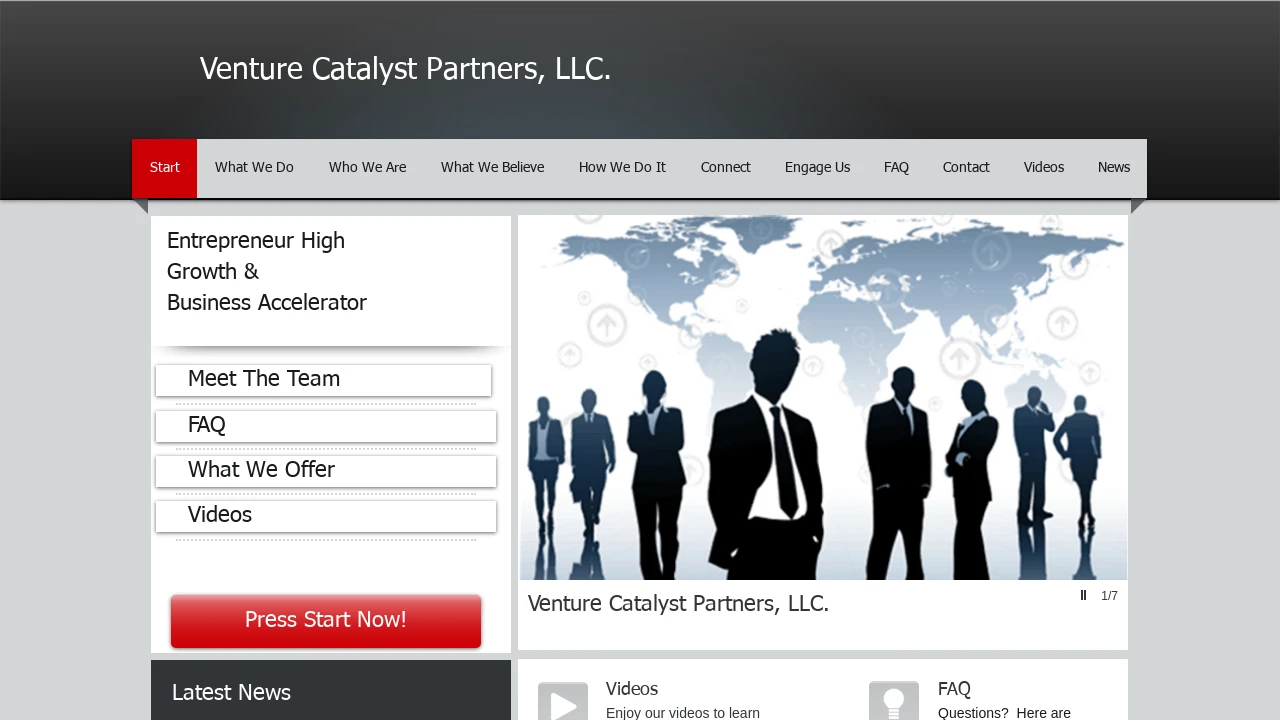 Venture Catalyst Partners, LLC.
Start What We Do Who We Are What We Believe How We Do It Connect Engage Us FAQ Contact Videos News
Entrepreneur High
Growth &
Business Accelerator
Meet The Team
FAQ
What We Offer
Videos
Press Start Now!
Latest News
Venture Catalyst Partners, LLC.
1/7
Videos
Enjoy our videos to learn
FAQ
Questions? Here are